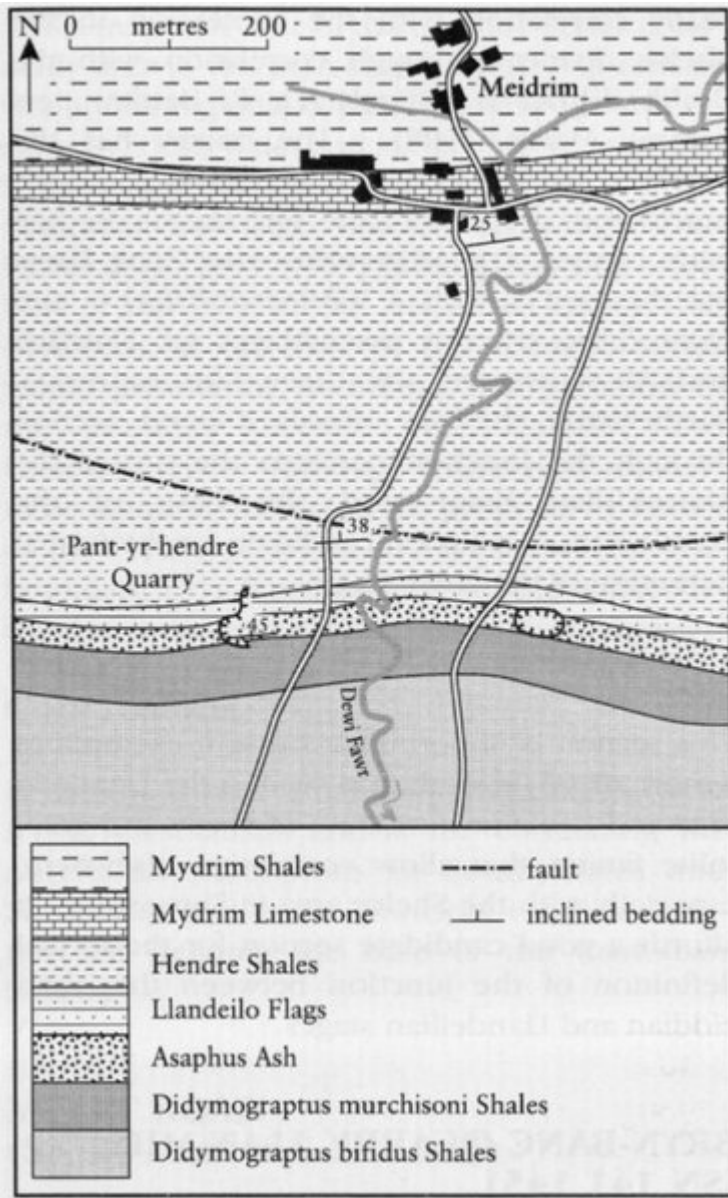 N 0 metres 200
Meidrim
25
38
Pant-yr-hendre
Quarry
45
Dewi Fawr
Mydrim Shales
Mydrim Limestone
Hendre Shales
Llandeilo Flags
Asaphus Ash
Didymograptus murchisoni Shales
Didymograptus bifidus Shales
fault
inclined bedding